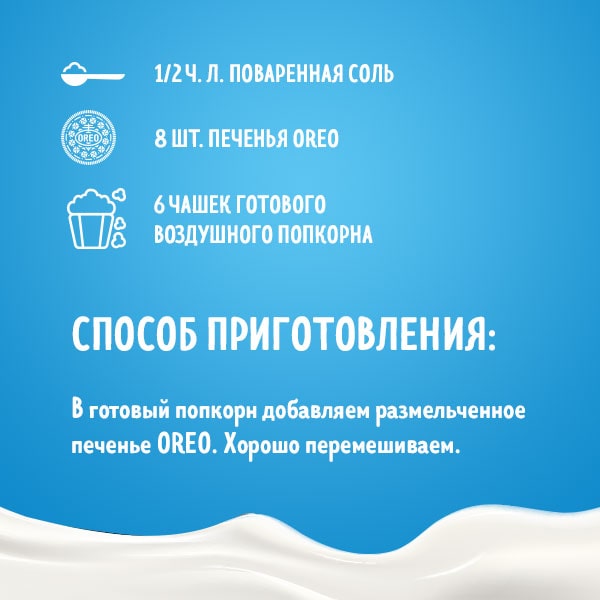 1/2 Ч. Л. ПОВАРЕННАЯ СОЛЬ
OREO
8 ШТ. ПЕЧЕНЬЯ OREO
6 ЧАШЕК ГОТОВОГО
ВОЗДУШНОГО ПОПКОРНА
СПОСОБ ПРИГОТОВЛЕНИЯ:
В готовый попкорн добавляем размельченное
печенье OREO. Хорошо перемешиваем.